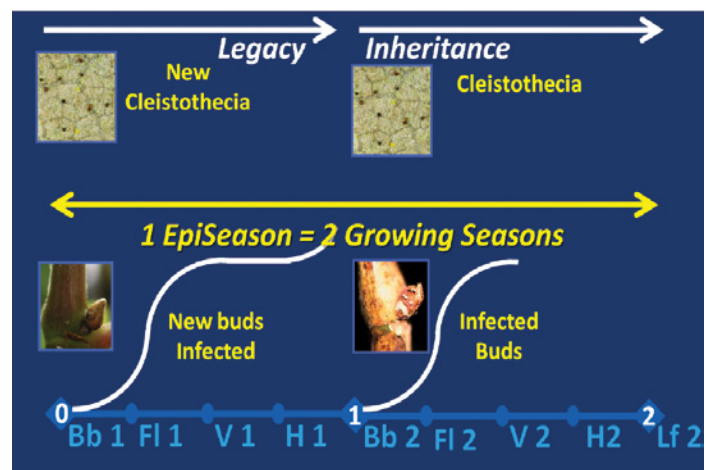 Legacy Inheritance
New
Cleistothecia
Cleistothecia
1 EpiSeason = 2 Growing Seasons
New buds
Infected
Infected
Buds
0 1 2
Bb 1 Fl 1 V 1 H 1 Bb 2 Fl 2 V 2 H2 Lf 2